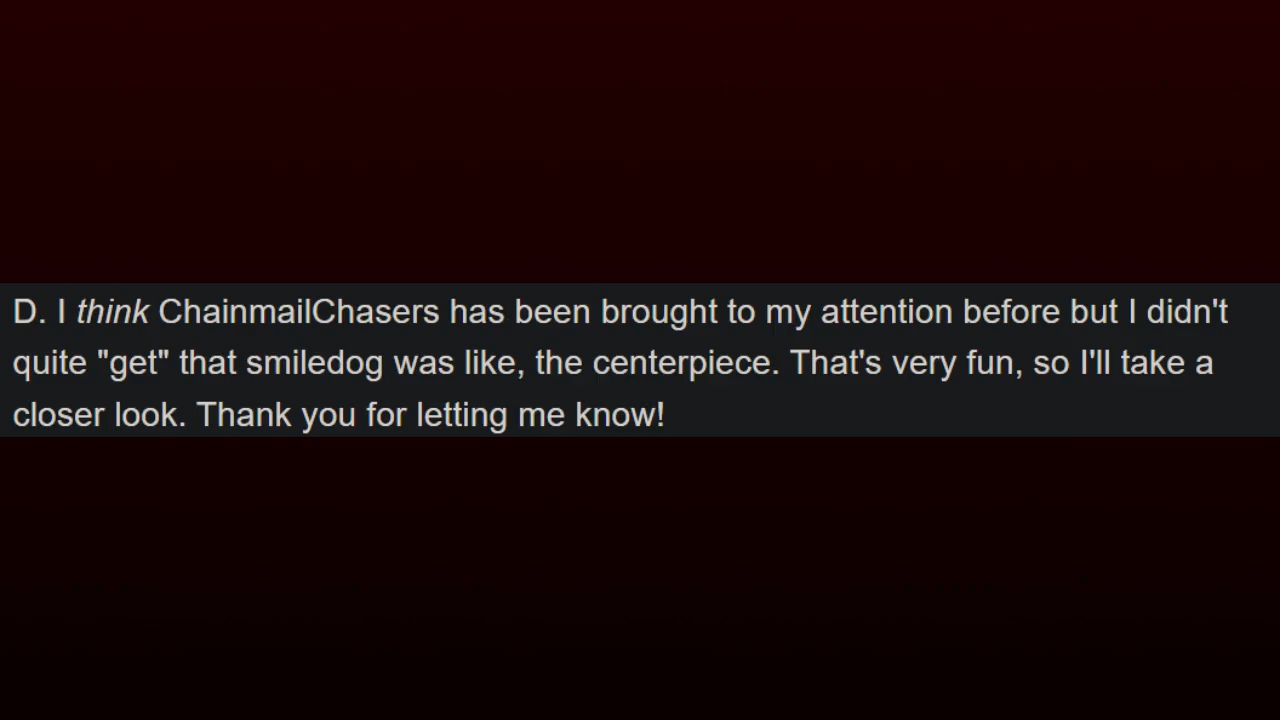 D. I think ChainmailChasers has been brought to my attention before but I didn't
quite "get" that smiledog was like, the centerpiece. That's very fun, so I'll take a
closer look. Thank you for letting me know!